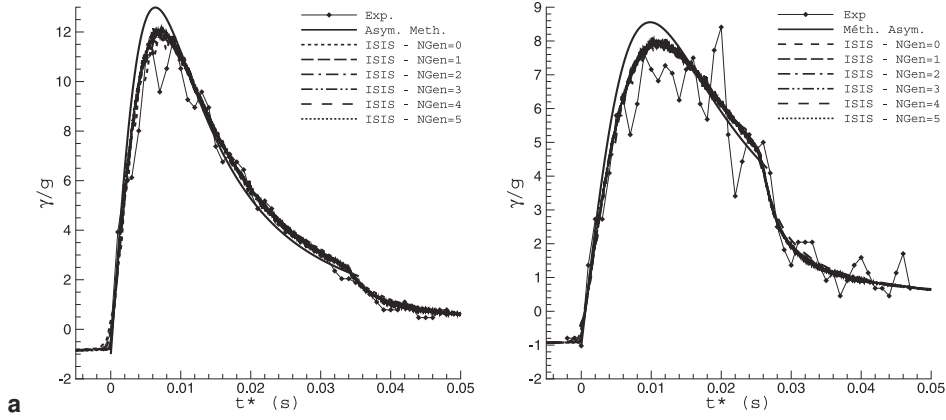 Exp.
Asym. Meth.
ISIS - NGen=0
ISIS - NGen=1
ISIS - NGen=2
ISIS - NGen=3
ISIS - NGen=4
ISIS - NGen=5
12
10
8
6
4
2
0
-2
γ/g
0
0.01
0.02
0.03
0.04
0.05
t* (s)
Exp
Méth. Asym.
ISIS - NGen=0
ISIS - NGen=1
ISIS - NGen=2
ISIS - NGen=3
ISIS - NGen=4
ISIS - NGen=5
9
8
7
6
5
4
3
2
1
0
-1
-2
γ/g
0
0.01
0.02
0.03
0.04
0.05
t* (s)
a